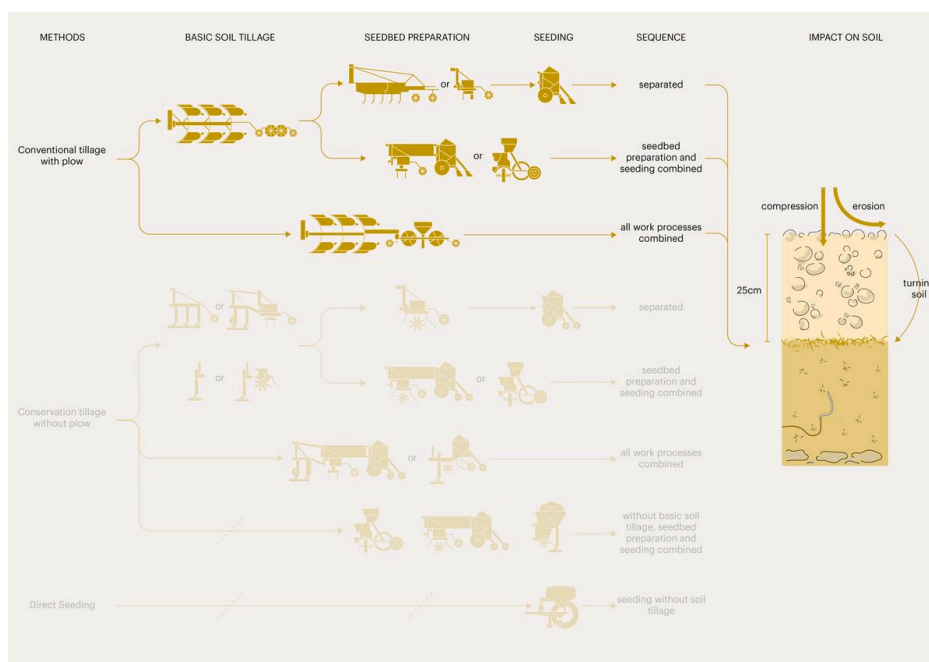 METHODS
BASIC SOIL TILLAGE
SEEDBED PREPARATION
SEEDING
SEQUENCE
IMPACT ON SOIL
or
separated
Conventional tillage
with plow
or
seedbed
preparation and
seeding combined
compression
erosion
all work processes
combined
25cm
turnin
soil
or
separated
or
or
seedbed
preparation and
seeding combined
Conservation tillage
without plow
or
all work processes
combined
without basic soil
tillage, seedbed
preparation and
seeding combined
Direct Seeding
seeding without soil
tillage